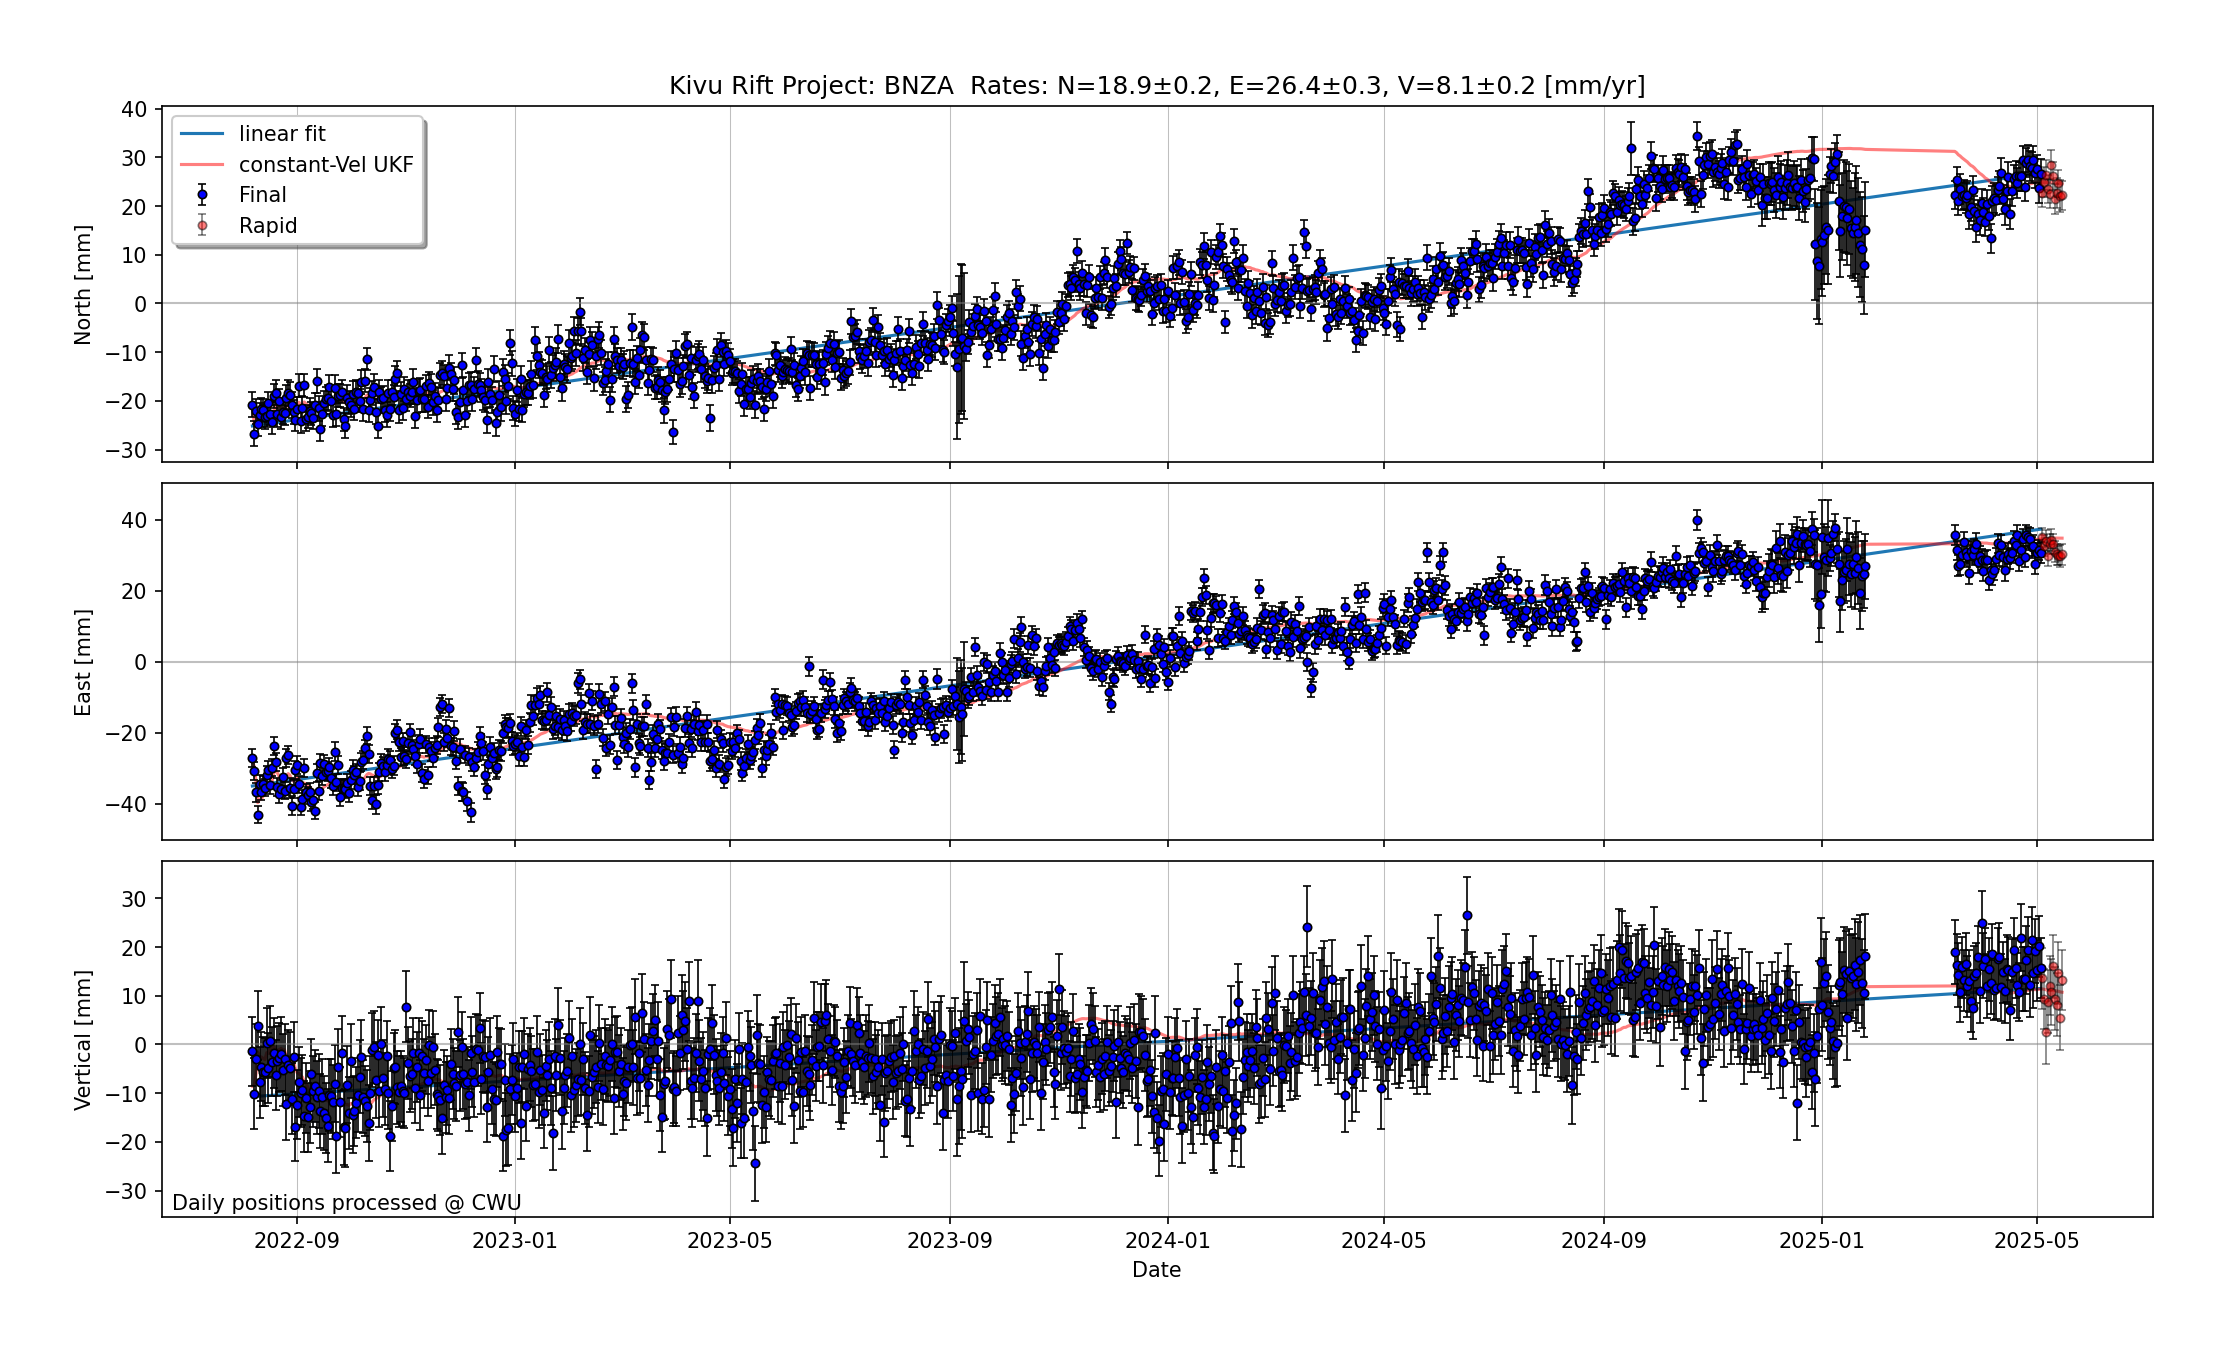 Kivu Rift Project: BNZA  Rates: N=18.9±0.2, E=26.4±0.3, V=8.1±0.2 [mm/yr]
linear fit
constant-Vel UKF
Final
Rapid
North [mm]
40
30
20
10
0
−10
−20
−30
East [mm]
40
20
0
−20
−40
Vertical [mm]
30
20
10
0
−10
−20
−30
Daily positions processed @ CWU
2022-09 2023-01 2023-05 2023-09 2024-01 2024-05 2024-09 2025-01 2025-05
Date